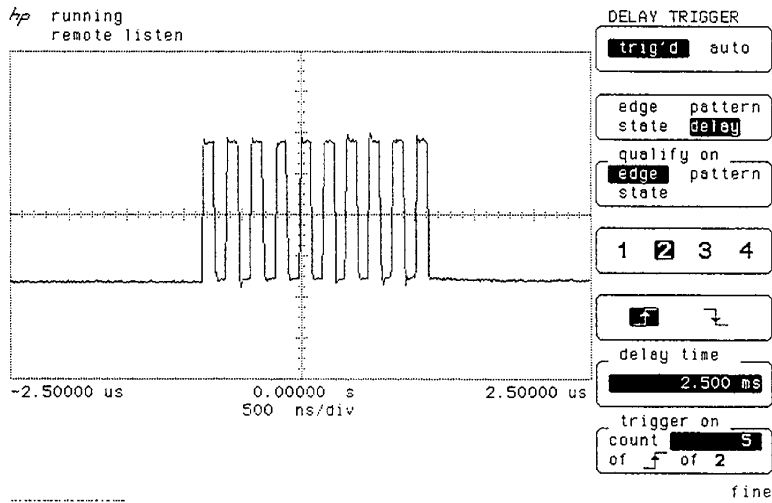 hp running
remote listen
-2.50000 us
0.00000 s
2.50000 us
500 ns/div
DELAY TRIGGER
trig'd auto
edge pattern
state delay
qualify on
edge pattern
state
1 2 3 4
delay time
2.500 ms
trigger on
count 5
of of 2
fine